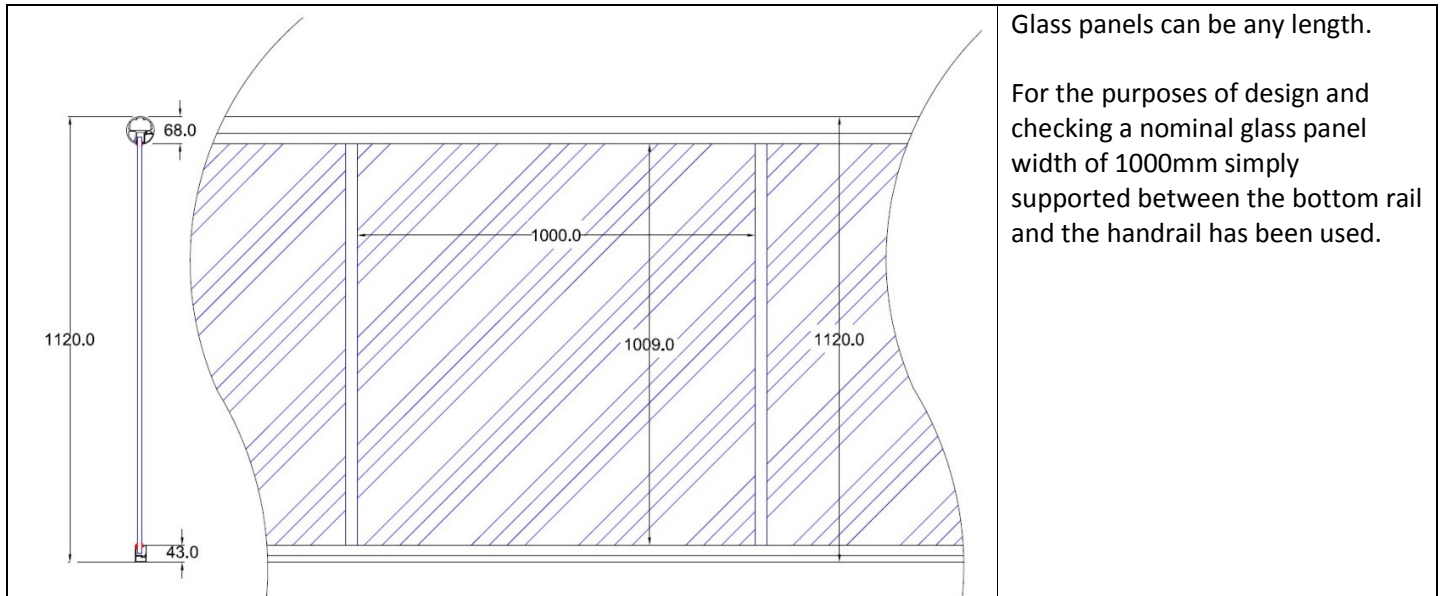 68.0
1000.0
1120.0
1009.0
1120.0
43.0
Glass panels can be any length.
For the purposes of design and
checking a nominal glass panel
width of 1000mm simply
supported between the bottom rail
and the handrail has been used.